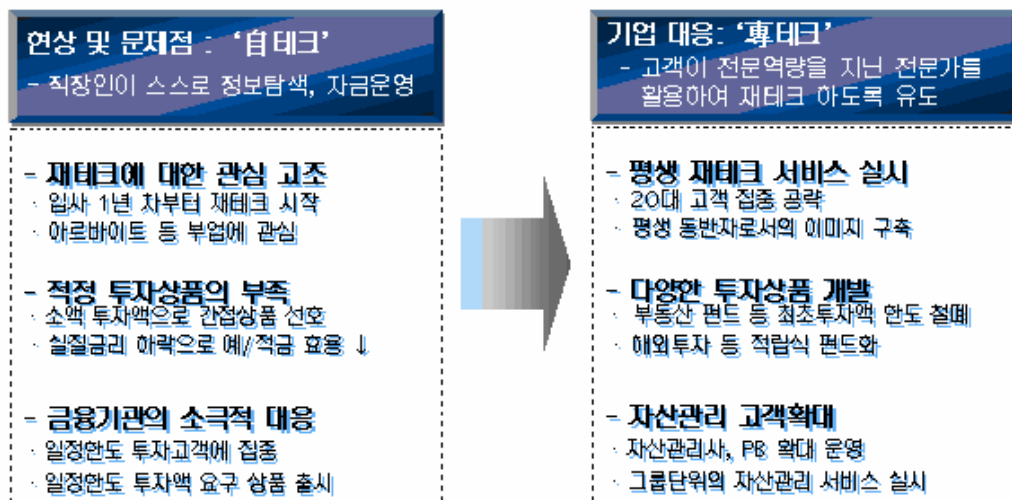 현상 및 문제점 : ‘自테크’
- 직장인이 스스로 정보탐색, 자금운영
- 재테크에 대한 관심 고조
· 입사 1년 차부터 재테크 시작
· 아르바이트 등 부업에 관심
- 적정 투자상품의 부족
· 소액 투자액으로 간접상품 선호
· 실질금리 하락으로 예/적금 효용 ↓
- 금융기관의 소극적 대응
· 일정한도 투자고객에 집중
· 일정한도 투자액 요구 상품 출시
기업 대응: ‘專테크’
- 고객이 전문역량을 지닌 전문가를
활용하여 재테크 하도록 유도
- 평생 재테크 서비스 실시
· 20대 고객 집중 공략
· 평생 동반자로서의 이미지 구축
- 다양한 투자상품 개발
· 부동산 펀드 등 최초투자액 한도 철폐
· 해외투자 등 적립식 펀드화
- 자산관리 고객확대
· 자산관리사, PB 확대 운영
· 그룹단위의 자산관리 서비스 실시